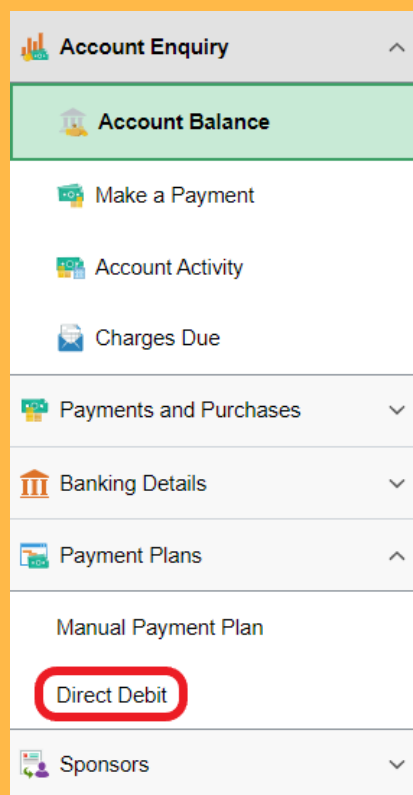 Account Enquiry
Account Balance
Make a Payment
Account Activity
Charges Due
Payments and Purchases
Banking Details
Payment Plans
Manual Payment Plan
Direct Debit
Sponsors